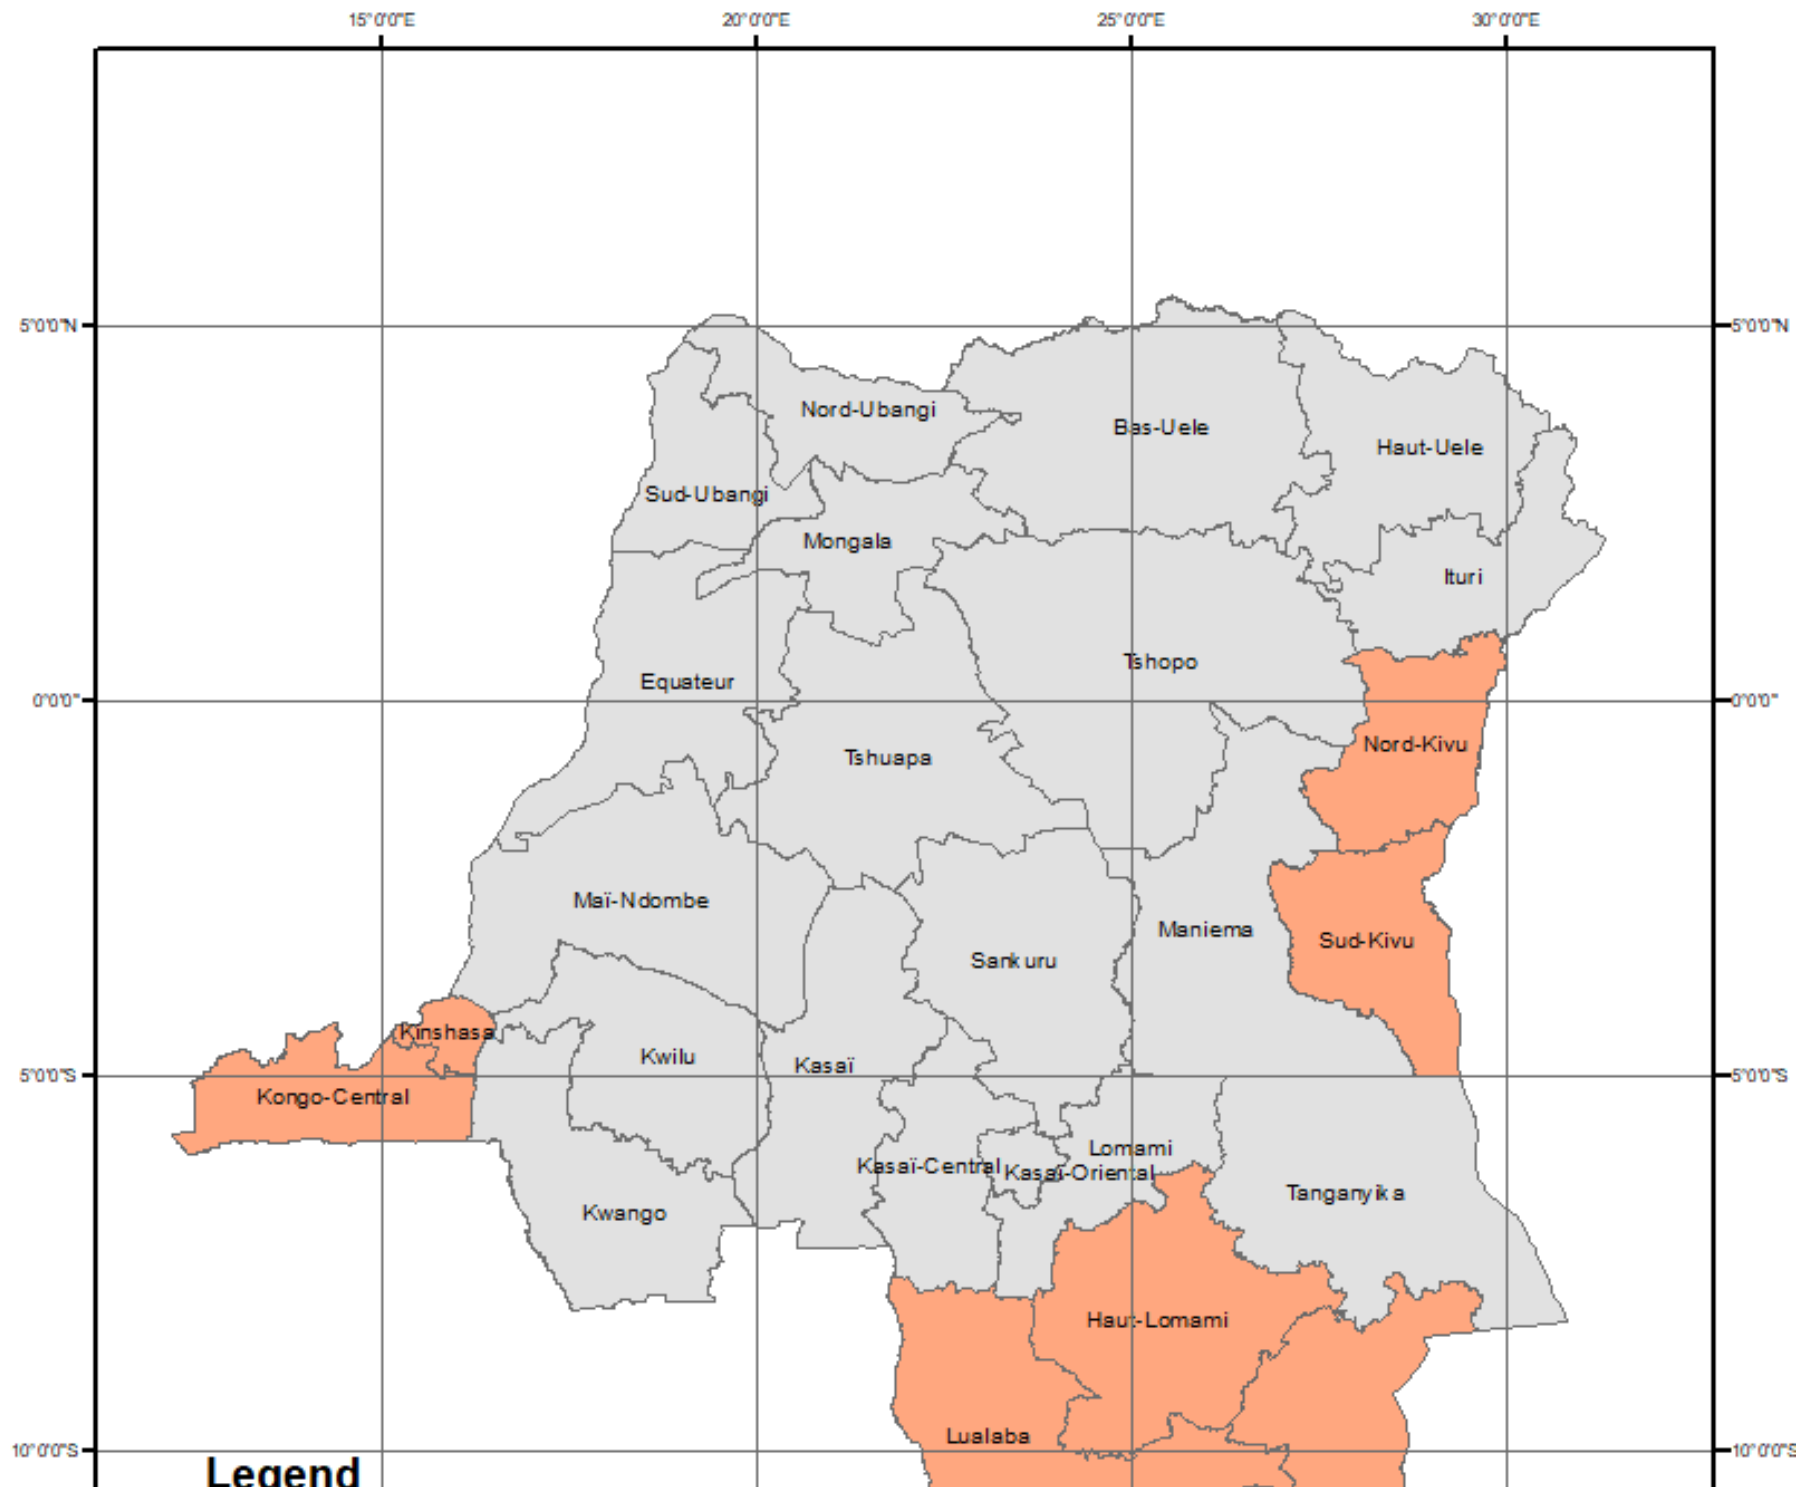 15°0'0"E 20°0'0"E 25°0'0"E 30°0'0"E
5°0'0"N 5°0'0"N
Nord-Ubangi
Bas-Uele
Haut-Uele
Sud-Ubangi
Mongala
Ituri
Tshopo
Equateur
0°0'0" 0°0'0"
Nord-Kivu
Tshuapa
Maï-Ndombe
Maniema
Sud-Kivu
Sankuru
Kinshasa
Kwilu
Kasaï
5°0'0"S 5°0'0"S
Kongo-Central
Lomami
Kasaï-Central
Kasaï-Oriental
Tanganyika
Kwango
Haut-Lomami
Lualaba
10°0'0"S 10°0'0"S
Legend